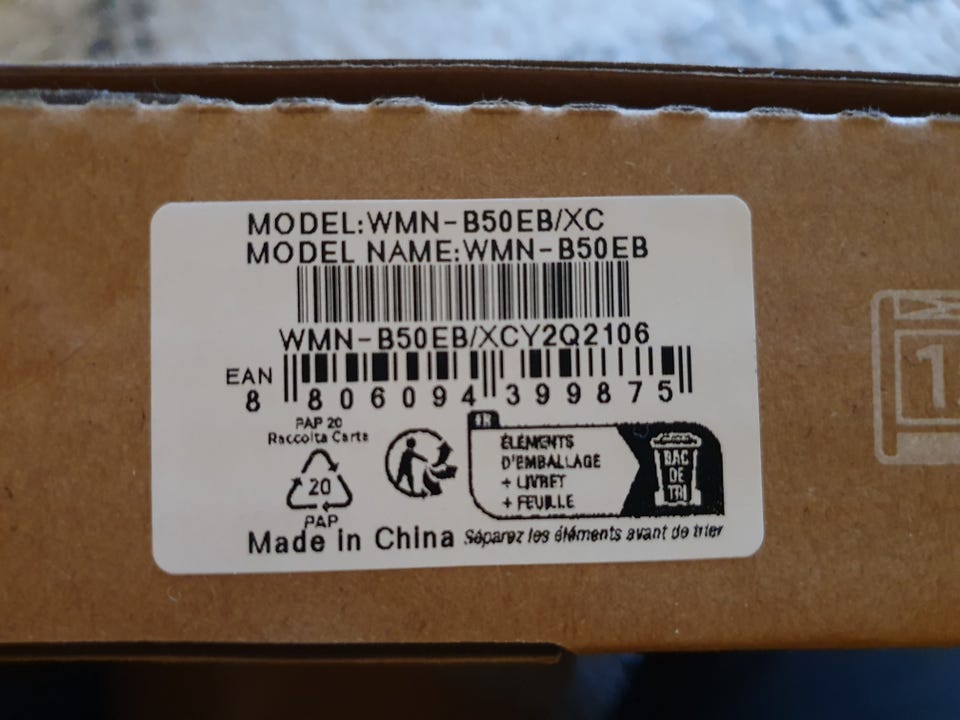 MODEL:WMN-B50EB/XC
MODEL NAME:WMN-B50EB
WMN-B50EB/XCY2Q2106
EAN
8 806094 399875
PAP 20
Raccolta Carta
20
PAP
FR
ÉLÉMENTS
D'EMBALLAGE
+ LIVRET
+ FEUILLE
BAC
DE
TRI
Made in China
Séparez les éléments avant de trier
1